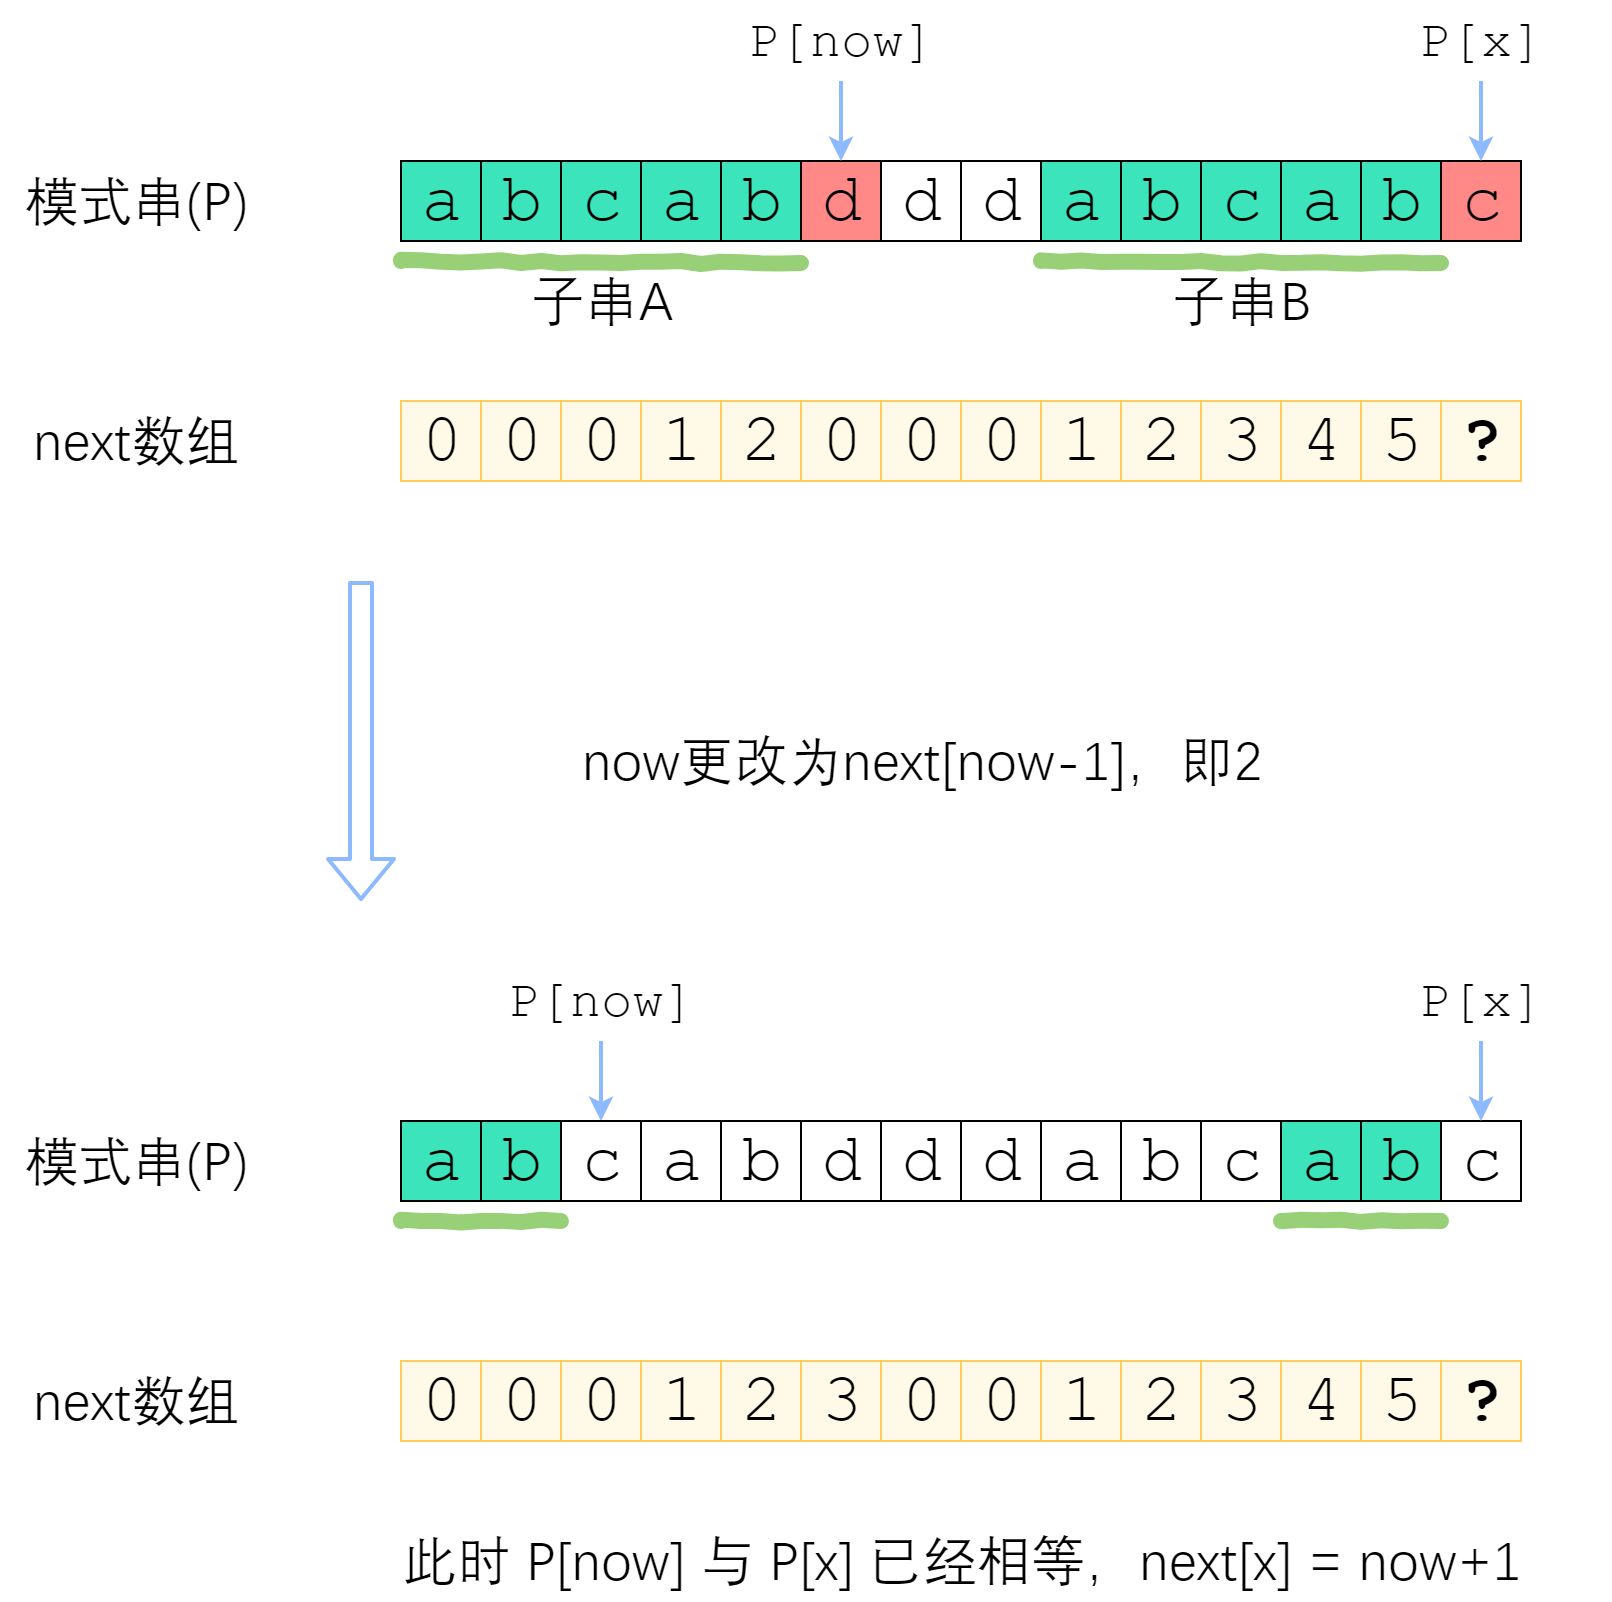 P[now] P[x]
模式串(P) a b c a b d d d a b c a b c
子串A 子串B
next数组 0 0 0 1 2 0 0 0 1 2 3 4 5 ?
now更改为next[now-1]，即2
P[now] P[x]
模式串(P) a b c a b d d d a b c a b c
next数组 0 0 0 1 2 3 0 0 1 2 3 4 5 ?
此时 P[now] 与 P[x] 已经相等，next[x] = now+1